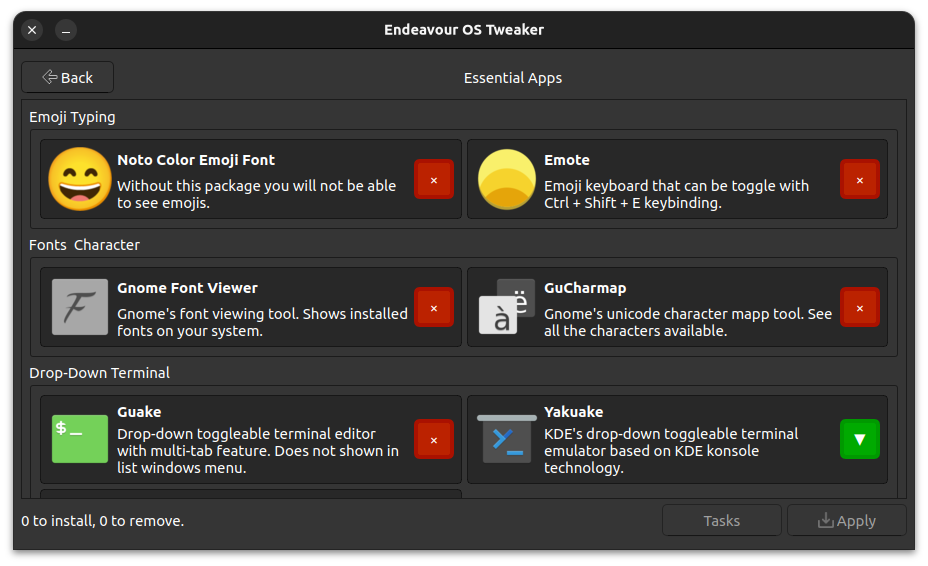 Endeavour OS Tweaker
Back
Essential Apps
Emoji Typing
Noto Color Emoji Font
Without this package you will not be able
to see emojis.
Emote
Emoji keyboard that can be toggle with
Ctrl + Shift + E keybinding.
Fonts  Character
Gnome Font Viewer
Gnome's font viewing tool. Shows installed
fonts on your system.
GuCharmap
Gnome's unicode character mapp tool. See
all the characters available.
Drop-Down Terminal
Guake
Drop-down toggleable terminal editor
with multi-tab feature. Does not shown in
list windows menu.
Yakuake
KDE's drop-down toggleable terminal
emulator based on KDE konsole
technology.
0 to install, 0 to remove.
Tasks
Apply